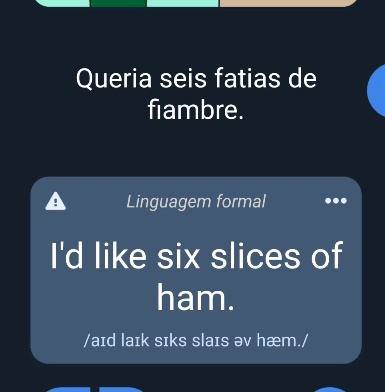 Queria seis fatias de
fiambre.
Linguagem formal
I'd like six slices of
ham.
/aɪd laɪk sɪks slaɪs əv hæm./